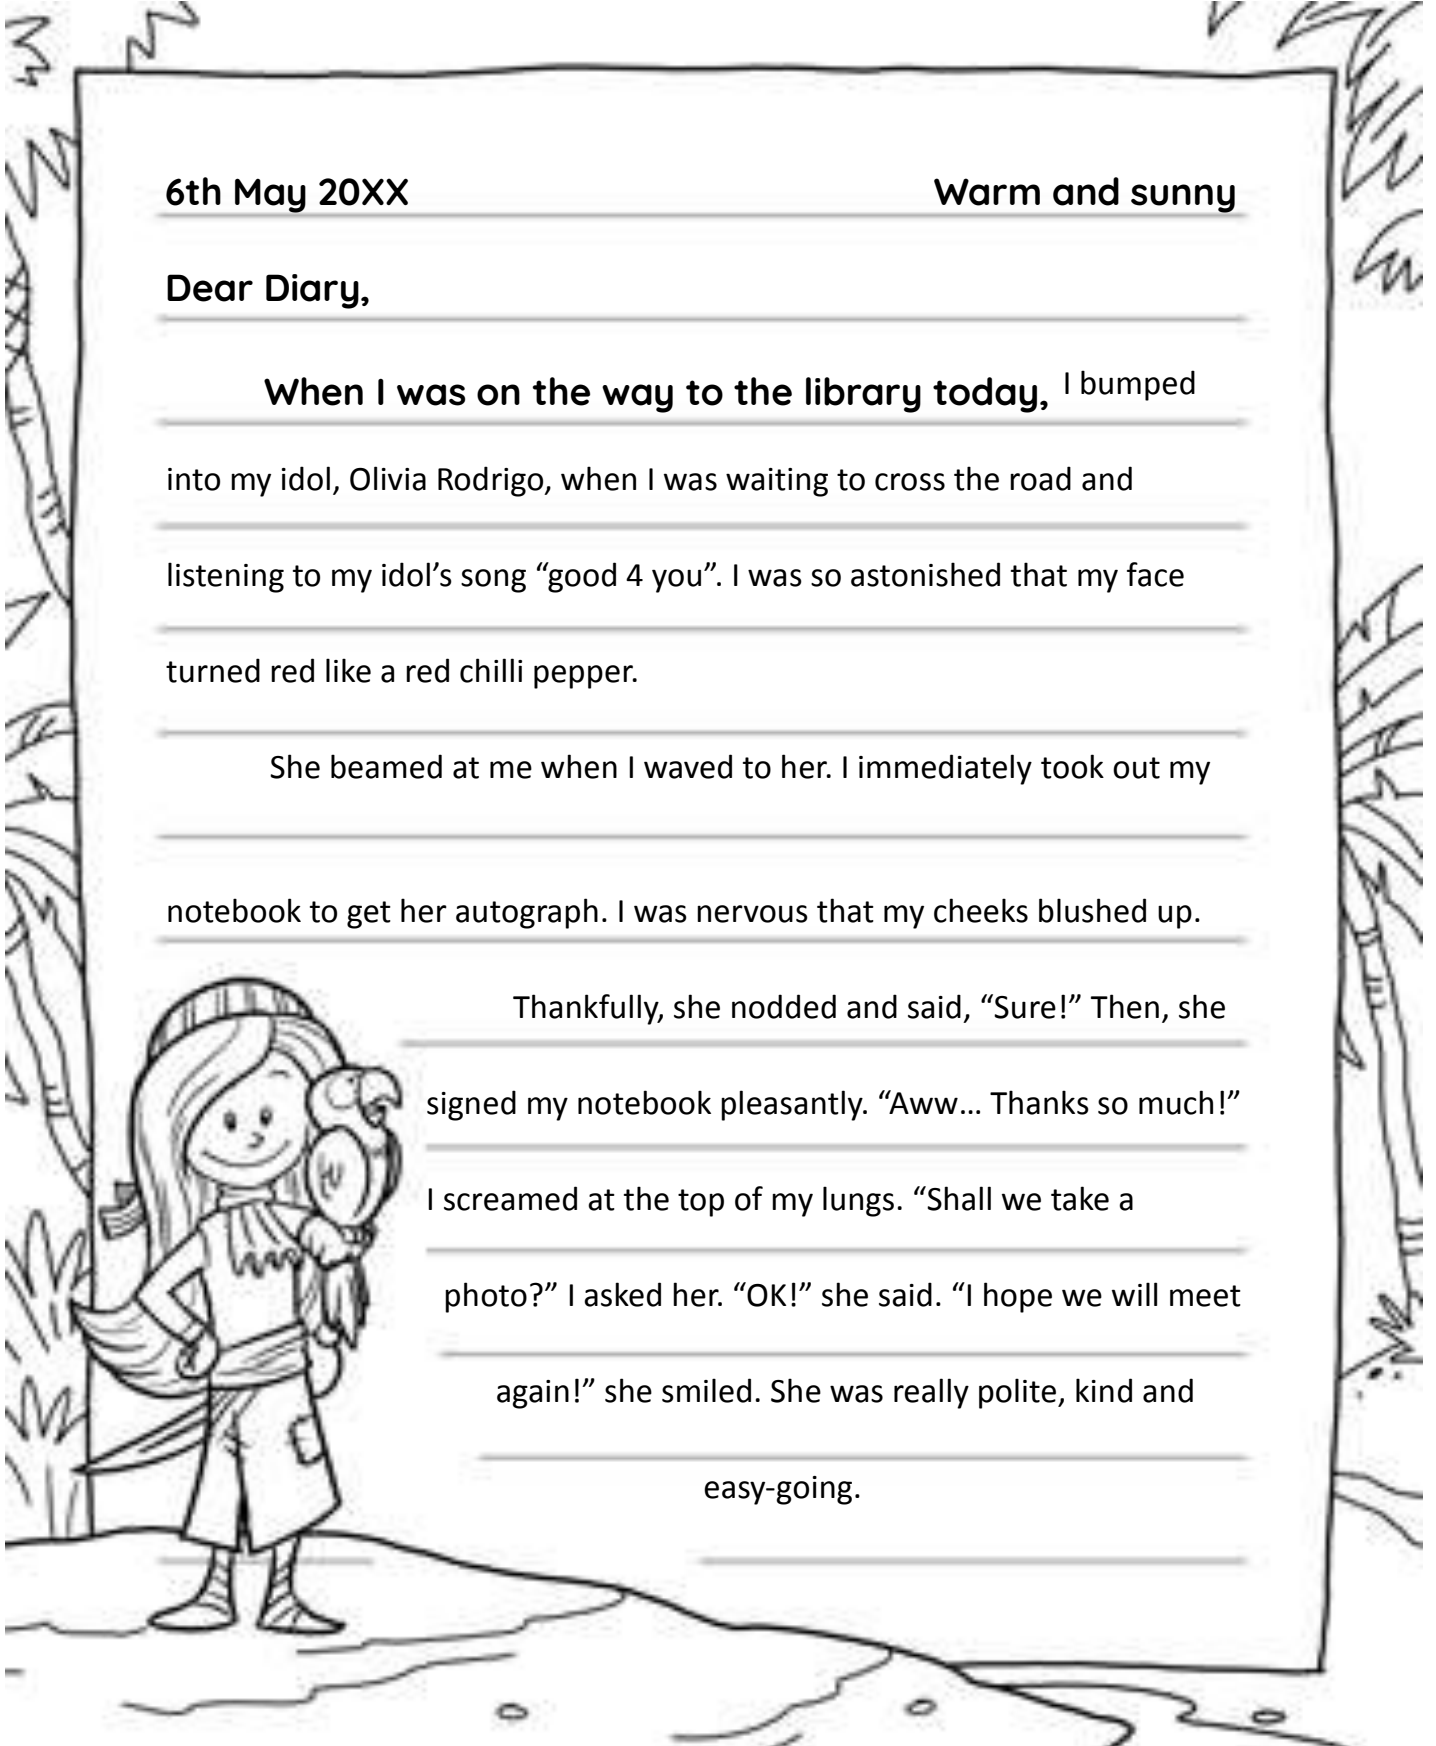 6th May 20XX Warm and sunny
Dear Diary,
When I was on the way to the library today, I bumped
into my idol, Olivia Rodrigo, when I was waiting to cross the road and
listening to my idol’s song “good 4 you”. I was so astonished that my face
turned red like a red chilli pepper.
She beamed at me when I waved to her. I immediately took out my
notebook to get her autograph. I was nervous that my cheeks blushed up.
Thankfully, she nodded and said, “Sure!” Then, she
signed my notebook pleasantly. “Aww… Thanks so much!”
I screamed at the top of my lungs. “Shall we take a
photo?” I asked her. “OK!” she said. “I hope we will meet
again!” she smiled. She was really polite, kind and
easy-going.